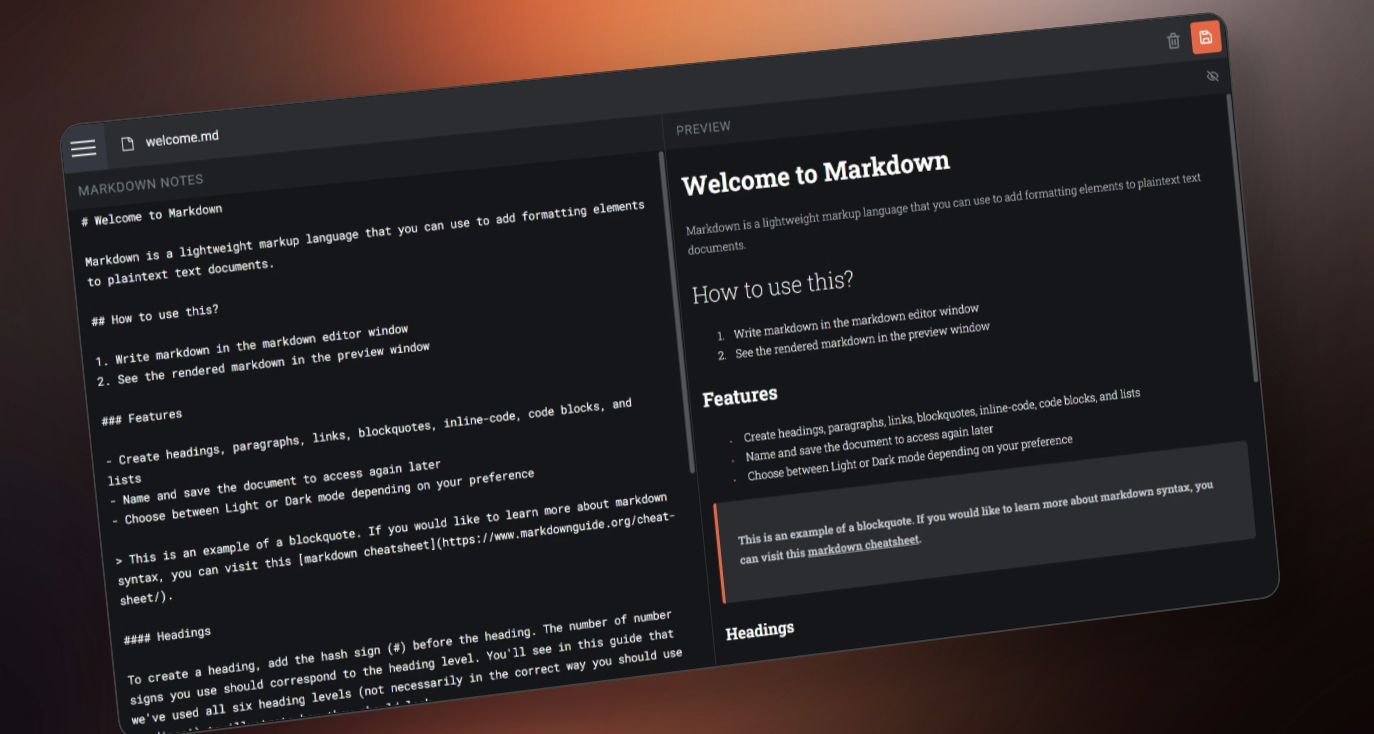 welcome.md
MARKDOWN NOTES
# Welcome to Markdown
Markdown is a lightweight markup language that you can use to add formatting elements
to plaintext text documents.
## How to use this?
1. Write markdown in the markdown editor window
2. See the rendered markdown in the preview window
### Features
- Create headings, paragraphs, links, blockquotes, inline-code, code blocks, and
lists
- Name and save the document to access again later
- Choose between Light or Dark mode depending on your preference
> This is an example of a blockquote. If you would like to learn more about markdown
syntax, you can visit this [markdown cheatsheet](https://www.markdownguide.org/cheat-
sheet/).
#### Headings
To create a heading, add the hash sign (#) before the heading. The number of number
signs you use should correspond to the heading level. You'll see in this guide that
we've used all six heading levels (not necessarily in the correct way you should use
PREVIEW
Welcome to Markdown
Markdown is a lightweight markup language that you can use to add formatting elements to plaintext text
documents.
How to use this?
1. Write markdown in the markdown editor window
2. See the rendered markdown in the preview window
Features
· Create headings, paragraphs, links, blockquotes, inline-code, code blocks, and lists
· Name and save the document to access again later
· Choose between Light or Dark mode depending on your preference
This is an example of a blockquote. If you would like to learn more about markdown syntax, you
can visit this markdown cheatsheet.
Headings